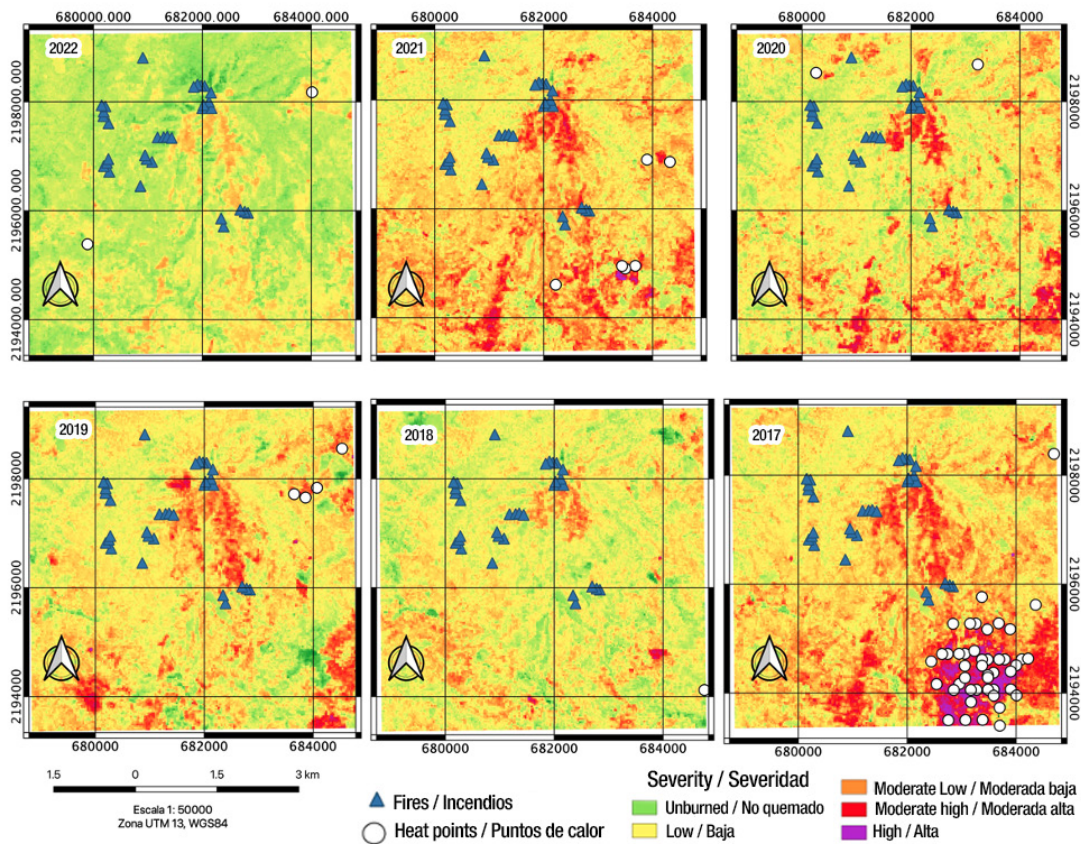 680000.000 682000.000 684000.000
680000 682000 684000
680000 682000 684000
2022
2021
2020
2198000.000
2196000.000
2194000.000
2198000
2196000
2194000
2019
2018
2017
2198000
2196000
2194000
2198000
2196000
2194000
680000 682000 684000
680000 682000 684000
680000 682000 684000
1.5 0 1.5 3 km
Escala 1: 50000
Zona UTM 13, WGS84
Fires / Incendios
Heat points / Puntos de calor
Severity / Severidad
Unburned / No quemado
Low / Baja
Moderate Low / Moderada baja
Moderate high / Moderada alta
High / Alta